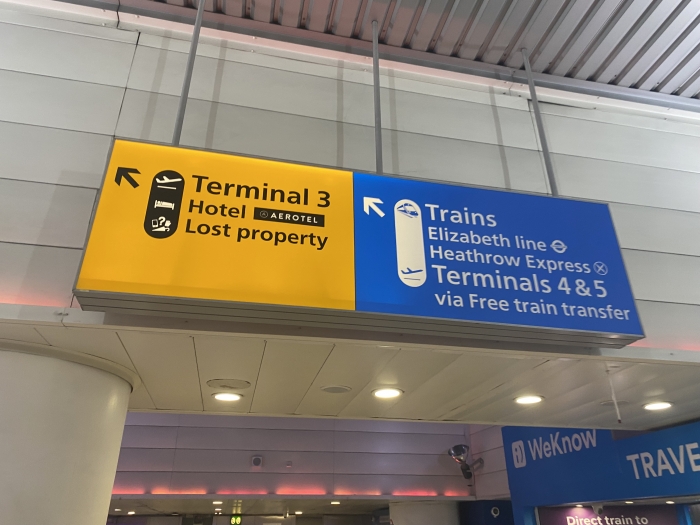 Terminal 3
Hotel AEROTEL
Lost property
Trains
Elizabeth line
Heathrow Express
Terminals 4 & 5
via Free train transfer
WeKnow
TRAVE
Direct train to